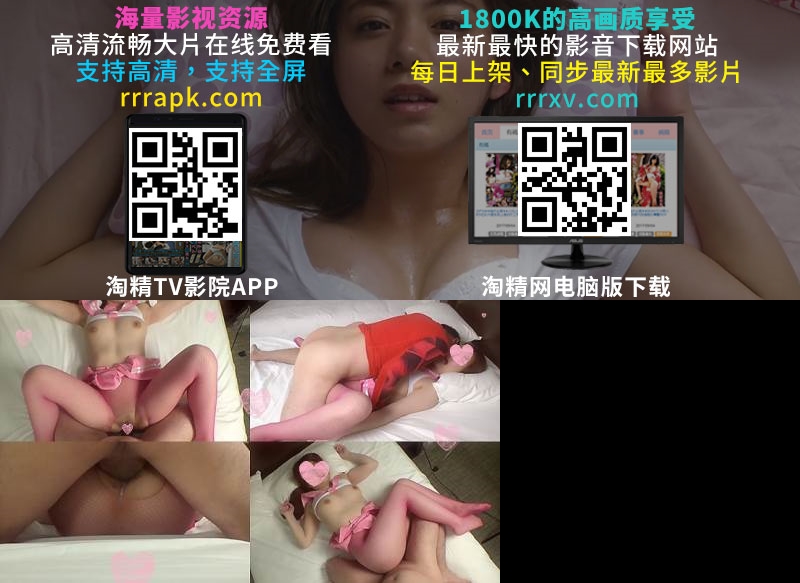 海量影视资源
高清流畅大片在线免费看
支持高清，支持全屏
rrrapk.com
淘精TV影院APP
1800K的高画质享受
最新最快的影音下载网站
每日上架、同步最新最多影片
rrrxv.com
淘精网电脑版下载